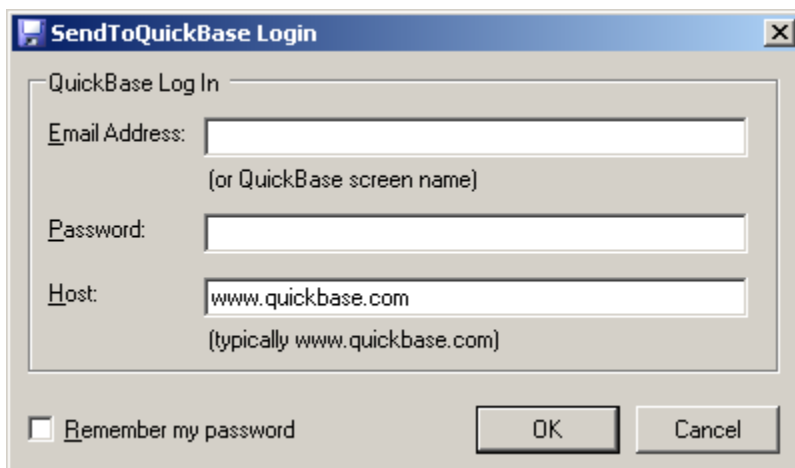 SendToQuickBase Login
QuickBase Log In
Email Address:
(or QuickBase screen name)
Password:
Host: www.quickbase.com
(typically www.quickbase.com)
Remember my password OK Cancel